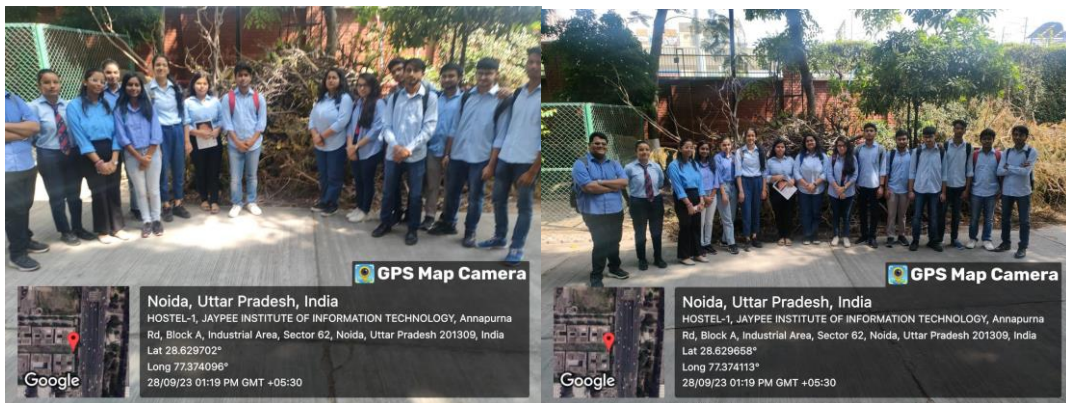 GPS Map Camera
Noida, Uttar Pradesh, India
HOSTEL-1, JAYPEE INSTITUTE OF INFORMATION TECHNOLOGY, Annapurna
Rd, Block A, Industrial Area, Sector 62, Noida, Uttar Pradesh 201309, India
Lat 28.629702°
Long 77.374096°
28/09/23 01:19 PM GMT +05:30
Google
GPS Map Camera
Noida, Uttar Pradesh, India
HOSTEL-1, JAYPEE INSTITUTE OF INFORMATION TECHNOLOGY, Annapurna
Rd, Block A, Industrial Area, Sector 62, Noida, Uttar Pradesh 201309, India
Lat 28.629658°
Long 77.374113°
28/09/23 01:19 PM GMT +05:30
Google